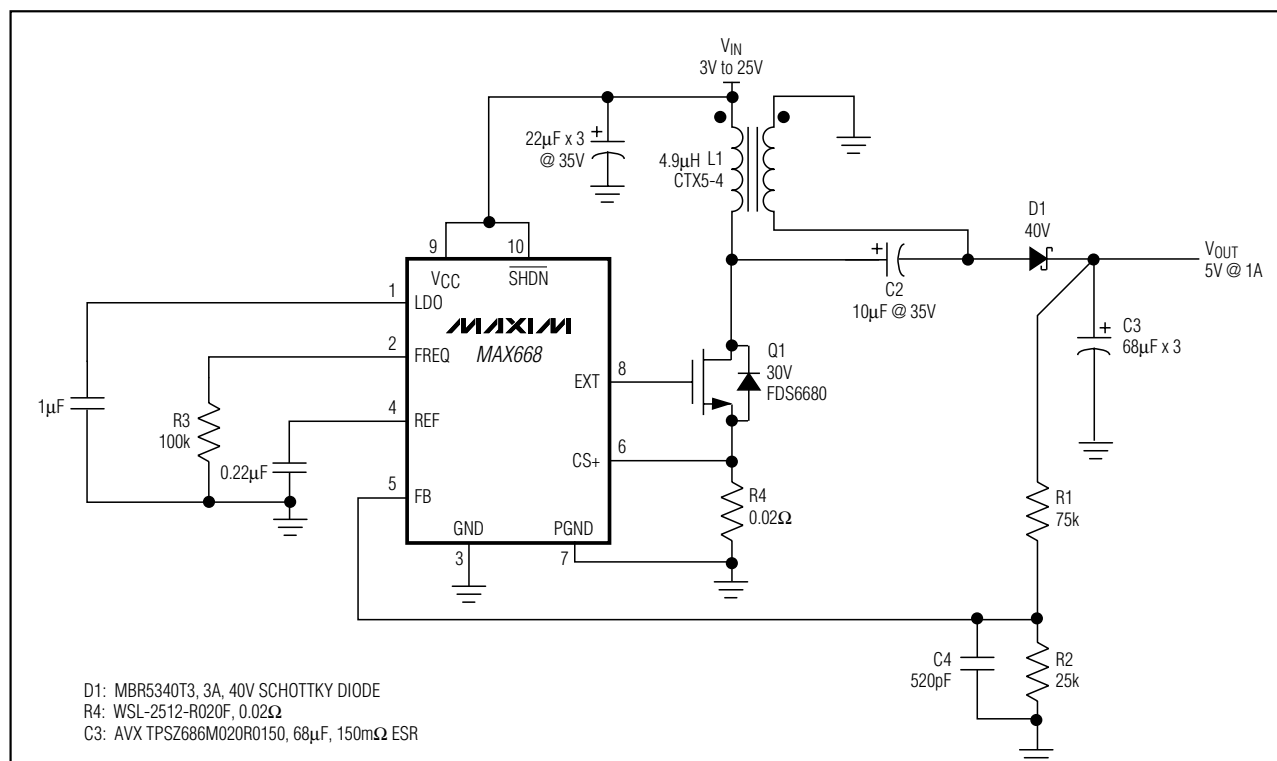 VIN
3V to 25V
22µF x 3
@ 35V
4.9µH L1
CTX5-4
D1
40V
VOUT
5V @ 1A
C2
10µF @ 35V
C3
68µF x 3
9
10
VCC
SHDN
1
LDO
MAXIM
MAX668
2
FREQ
EXT
8
Q1
30V
FDS6680
1µF
R3
100k
4
REF
0.22µF
CS+
6
5
FB
R4
0.02Ω
R1
75k
GND
PGND
3
7
C4
520pF
R2
25k
D1: MBR5340T3, 3A, 40V SCHOTTKY DIODE
R4: WSL-2512-R020F, 0.02Ω
C3: AVX TPSZ686M020R0150, 68µF, 150mΩ ESR